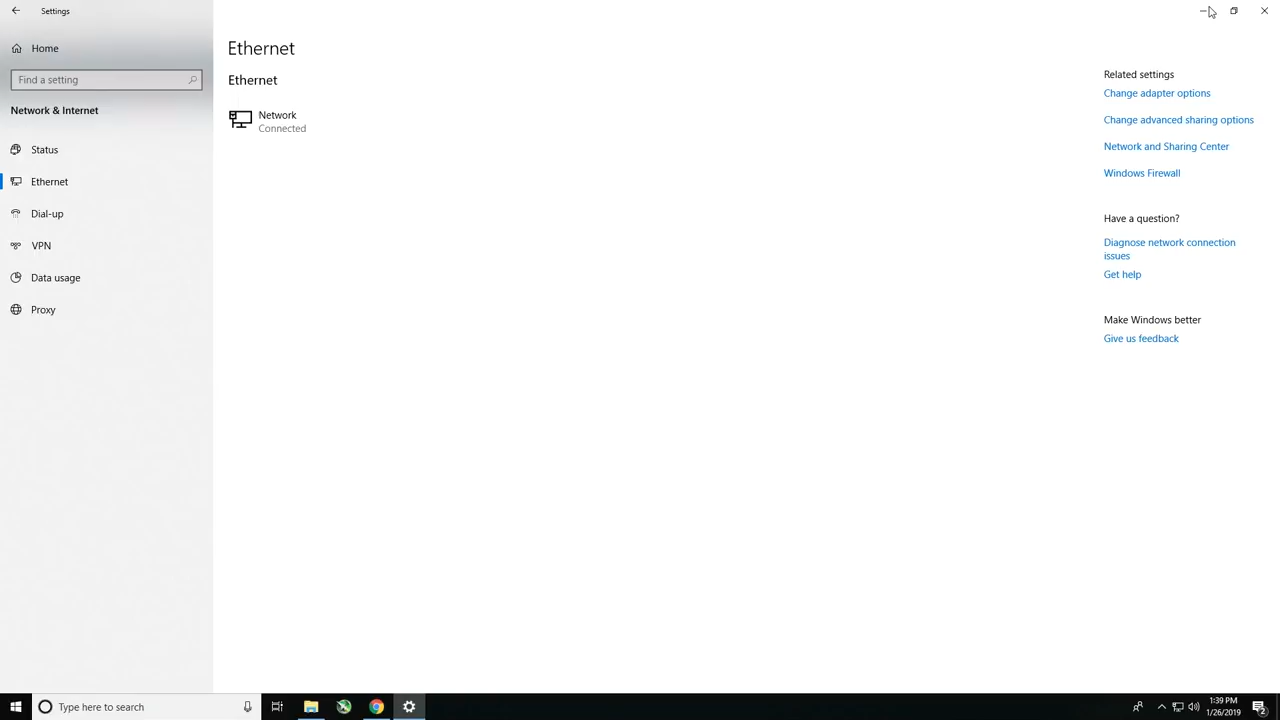 Settings
Home
Find a setting
Network & Internet
Status
Ethernet
Dial-up
VPN
Data usage
Proxy
Ethernet
Ethernet
Network
Connected
Related settings
Change adapter options
Change advanced sharing options
Network and Sharing Center
Windows Firewall
Have a question?
Diagnose network connection
issues
Get help
Make Windows better
Give us feedback
Type here to search
1:39 PM
1/26/2019
2